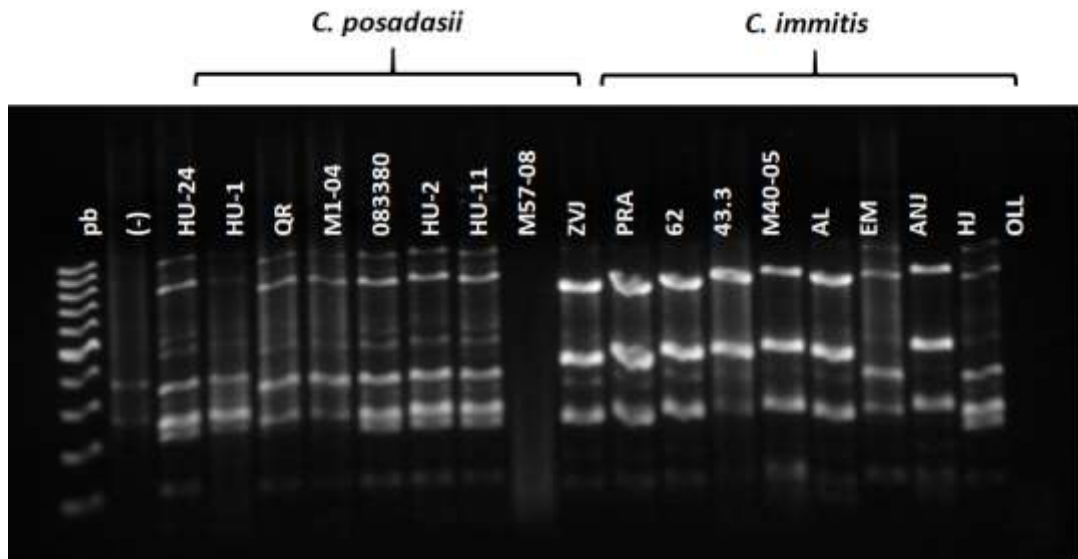 C. posadasii
C. immitis
pb
(-)
HU-24
HU-1
QR
M1-04
083380
HU-2
HU-11
M57-08
ZVJ
PRA
62
43.3
M40-05
AL
EM
ANJ
HJ
OLL